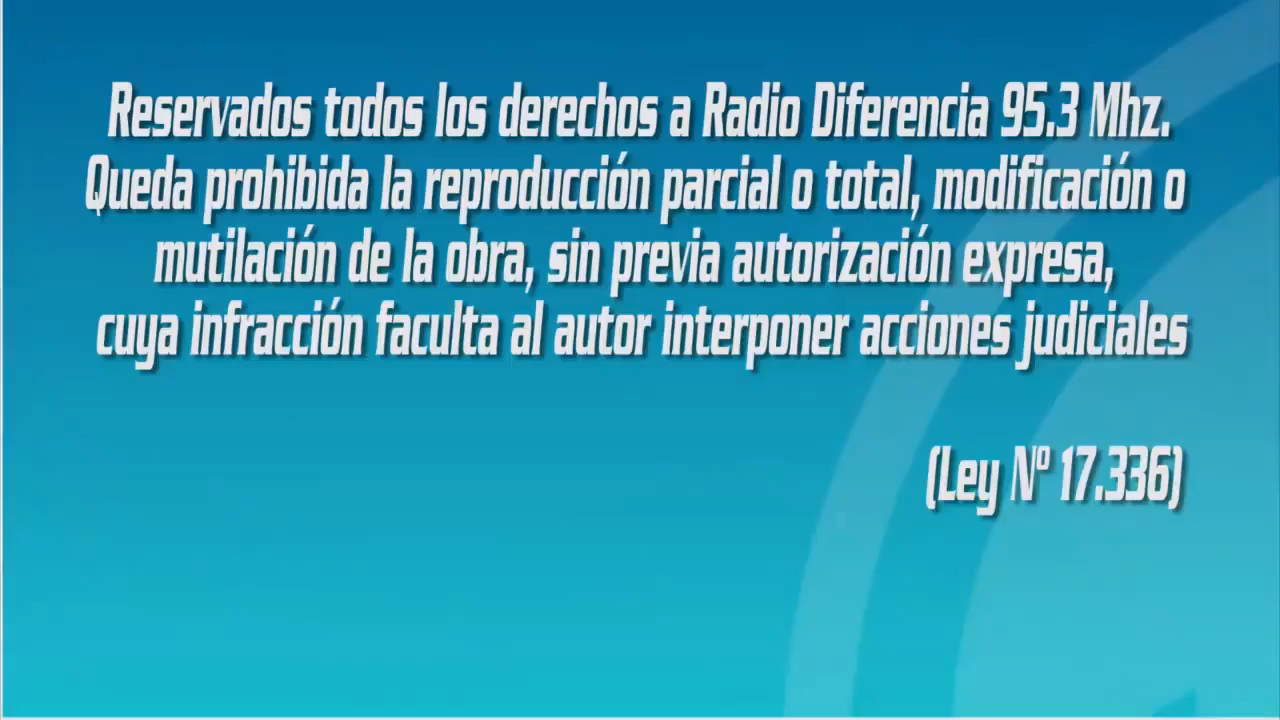 Reservados todos los derechos a Radio Diferencia 95.3 Mhz.
Queda prohibida la reproducción parcial o total, modificación o
mutilación de la obra, sin previa autorización expresa,
cuya infracción faculta al autor interponer acciones judiciales
(Ley Nº 17.336)